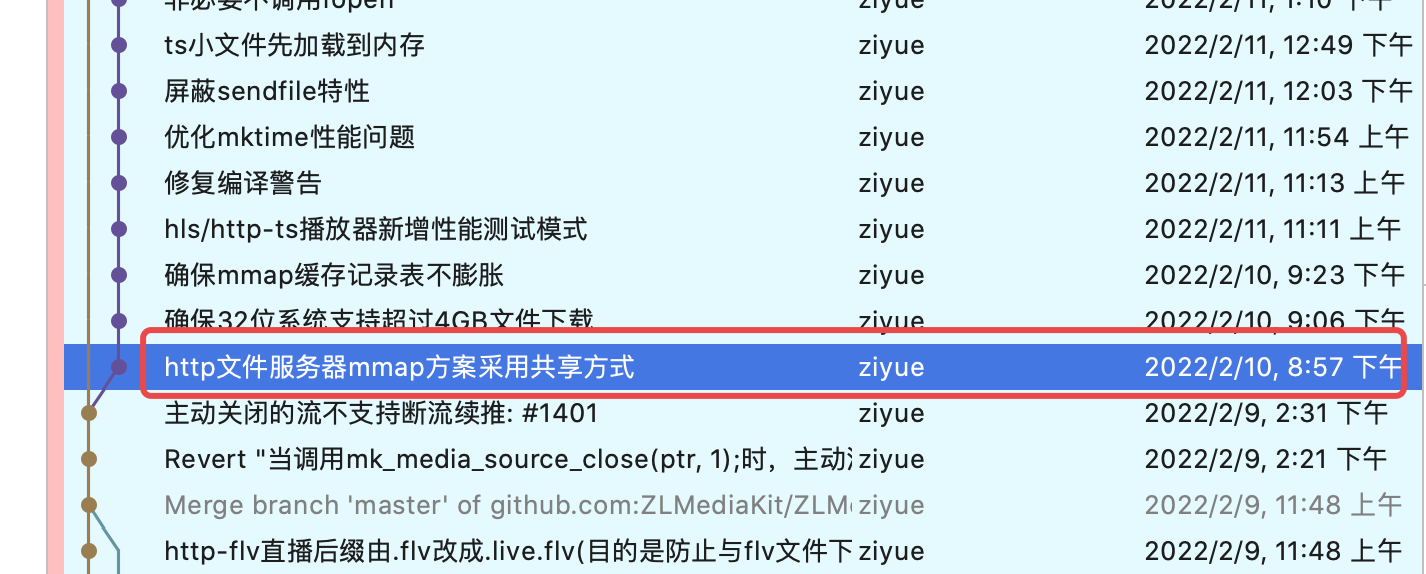 非必要不调用fopen ziyue 2022/2/11, 1:10 下午
ts小文件先加载到内存 ziyue 2022/2/11, 12:49 下午
屏蔽sendfile特性 ziyue 2022/2/11, 12:03 下午
优化mktime性能问题 ziyue 2022/2/11, 11:54 上午
修复编译警告 ziyue 2022/2/11, 11:13 上午
hls/http-ts播放器新增性能测试模式 ziyue 2022/2/11, 11:11 上午
确保mmap缓存记录表不膨胀 ziyue 2022/2/10, 9:23 下午
确保32位系统支持超过4GB文件下载 ziyue 2022/2/10, 9:06 下午
http文件服务器mmap方案采用共享方式 ziyue 2022/2/10, 8:57 下午
主动关闭的流不支持断流续推: #1401 ziyue 2022/2/9, 2:31 下午
Revert "当调用mk_media_source_close(ptr, 1);时，主动 ziyue 2022/2/9, 2:21 下午
Merge branch 'master' of github.com:ZLMediaKit/ZLM ziyue 2022/2/9, 11:48 上午
http-flv直播后缀由.flv改成.live.flv(目的是防止与flv文件下 ziyue 2022/2/9, 11:48 上午